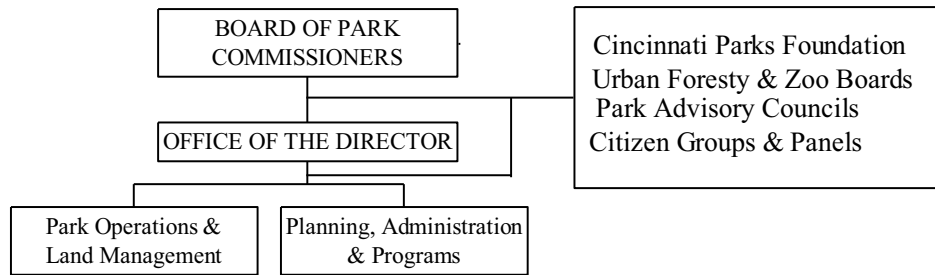 BOARD OF PARK
COMMISSIONERS
Cincinnati Parks Foundation
Urban Foresty & Zoo Boards
Park Advisory Councils
Citizen Groups & Panels
OFFICE OF THE DIRECTOR
Park Operations &
Land Management
Planning, Administration
& Programs